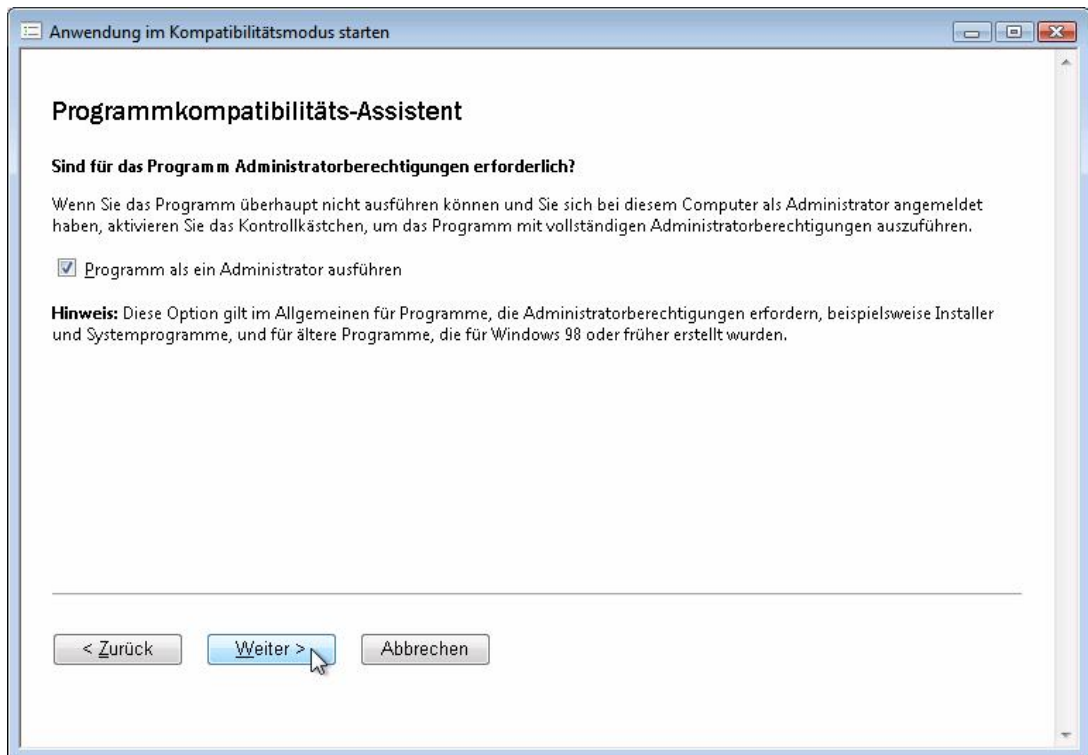 Anwendung im Kompatibilitätsmodus starten
Programmkompatibilitäts-Assistent
Sind für das Programm Administratorberechtigungen erforderlich?
Wenn Sie das Programm überhaupt nicht ausführen können und Sie sich bei diesem Computer als Administrator angemeldet
haben, aktivieren Sie das Kontrollkästchen, um das Programm mit vollständigen Administratorberechtigungen auszuführen.
Programm als ein Administrator ausführen
Hinweis: Diese Option gilt im Allgemeinen für Programme, die Administratorberechtigungen erfordern, beispielsweise Installer
und Systemprogramme, und für ältere Programme, die für Windows 98 oder früher erstellt wurden.
< Zurück Weiter > Abbrechen